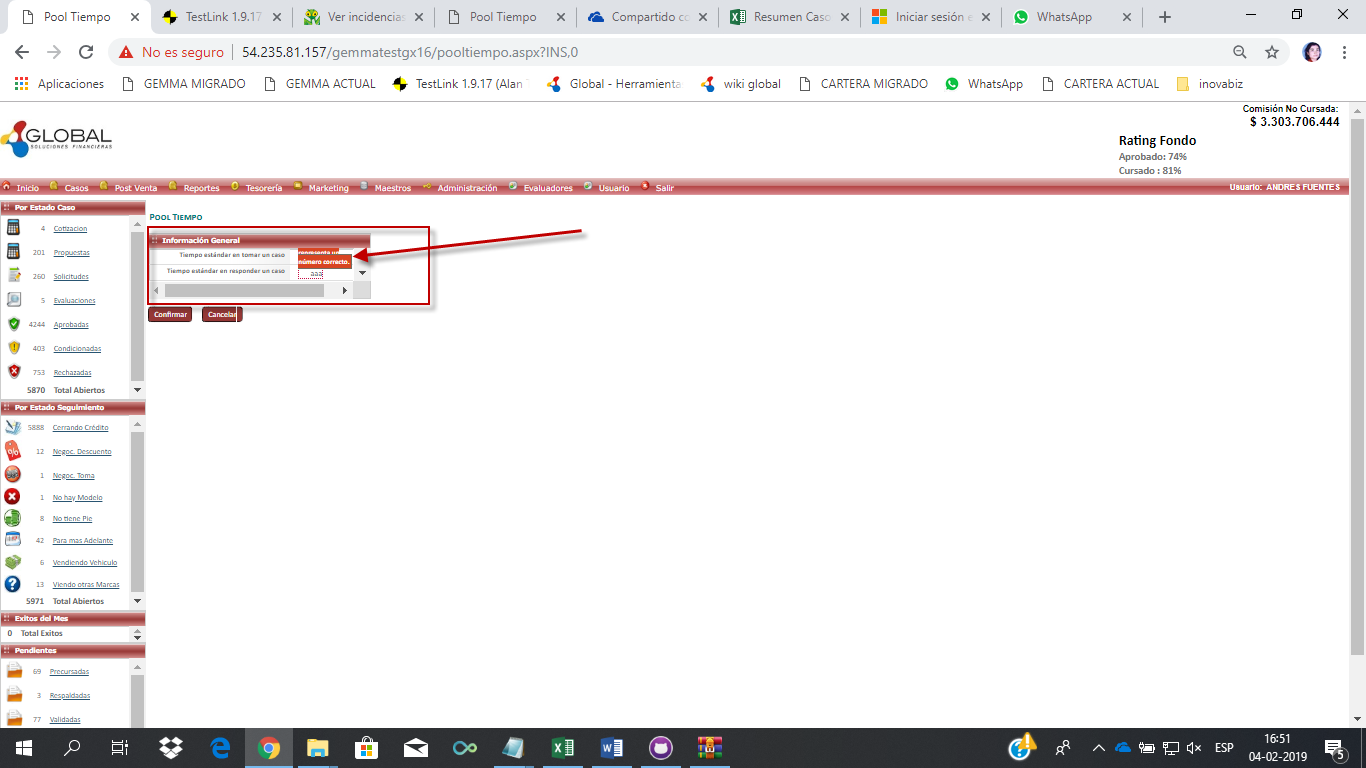 Pool Tiempo
TestLink 1.9.17
Ver incidencias
Pool Tiempo
Compartido co
Resumen Caso
Iniciar sesión e
WhatsApp
No es seguro
54.235.81.157/gemmatestgx16/pooltiempo.aspx?INS,0
Aplicaciones
GEMMA MIGRADO
GEMMA ACTUAL
TestLink 1.9.17 (Alan
Global - Herramienta
wiki global
CARTERA MIGRADO
WhatsApp
CARTERA ACTUAL
inovabiz
Comisión No Cursada:
$ 3.303.706.444
GLOBAL
SOLUCIONES FINANCIERAS
Rating Fondo
Aprobado: 74%
Cursado : 81%
Inicio Casos Post Venta Reportes Tesorería Marketing Maestros Administración Evaluadores Usuario Salir
Usuario: ANDRES FUENTES
Por Estado Caso
4 Cotizacion
201 Propuestas
260 Solicitudes
5 Evaluaciones
4244 Aprobadas
403 Condicionadas
753 Rechazadas
5870 Total Abiertos
Por Estado Seguimiento
5888 Cerrando Crédito
12 Negoc. Descuento
1 Negoc. Toma
1 No hay Modelo
8 No tiene Pie
42 Para mas Adelante
6 Vendiendo Vehículo
13 Viendo otras Marcas
5971 Total Abiertos
Exitos del Mes
0 Total Exitos
Pendientes
69 Precursadas
3 Respaldadas
77 Validadas
Pool Tiempo
Información General
Tiempo estándar en tomar un caso
número correcto.
Tiempo estándar en responder un caso
aaa
Confirmar
Cancelar
ESP
16:51
04-02-2019
5